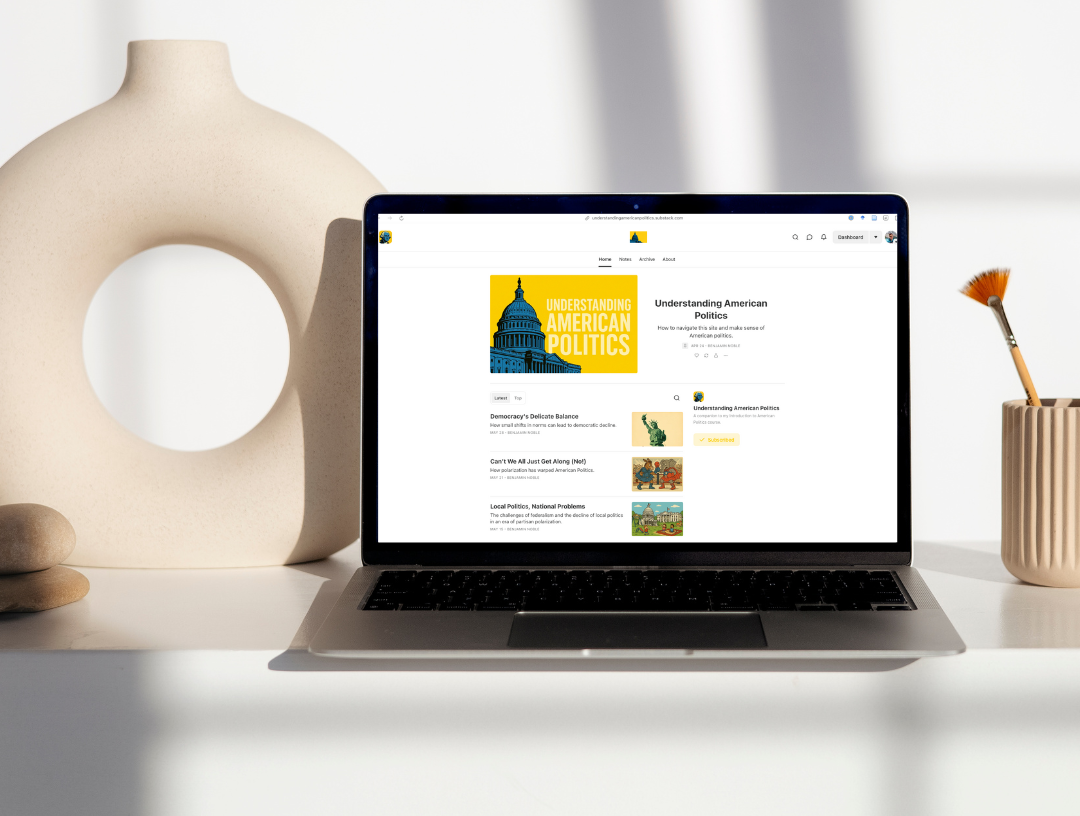 understandingamericanpolitics.substack.com
Dashboard
Home Notes Archive About
UNDERSTANDING
AMERICAN
POLITICS
Understanding American
Politics
How to navigate this site and make sense of
American politics.
APR 10 · BENJAMIN NOBLE
Latest Top
Democracy's Delicate Balance
How small shifts in norms can lead to democratic decline.
MAY 28 · BENJAMIN NOBLE
Can't We All Just Get Along (No!)
How polarization has warped American Politics.
MAY 21 · BENJAMIN NOBLE
Local Politics, National Problems
The challenges of federalism and the decline of local politics
in an era of partisan polarization.
MAY 15 · BENJAMIN NOBLE
Understanding American Politics
A companion to my Introduction to American
Politics course.
Subscribed